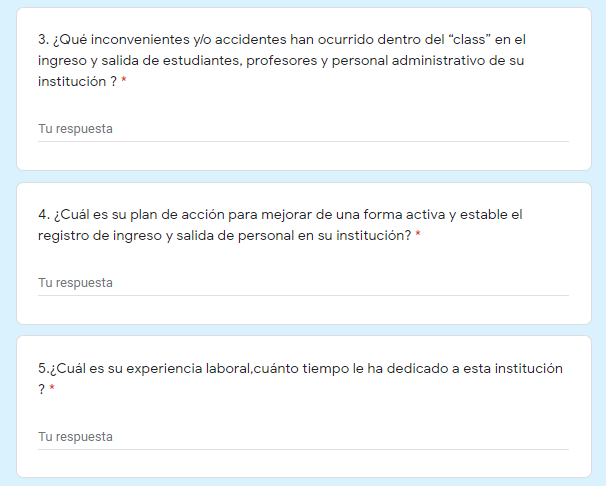 3. ¿Qué inconvenientes y/o accidentes han ocurrido dentro del “class” en el
ingreso y salida de estudiantes, profesores y personal administrativo de su
institución ? *
Tu respuesta
4. ¿Cuál es su plan de acción para mejorar de una forma activa y estable el
registro de ingreso y salida de personal en su institución? *
Tu respuesta
5.¿Cuál es su experiencia laboral,cuánto tiempo le ha dedicado a esta institución
? *
Tu respuesta